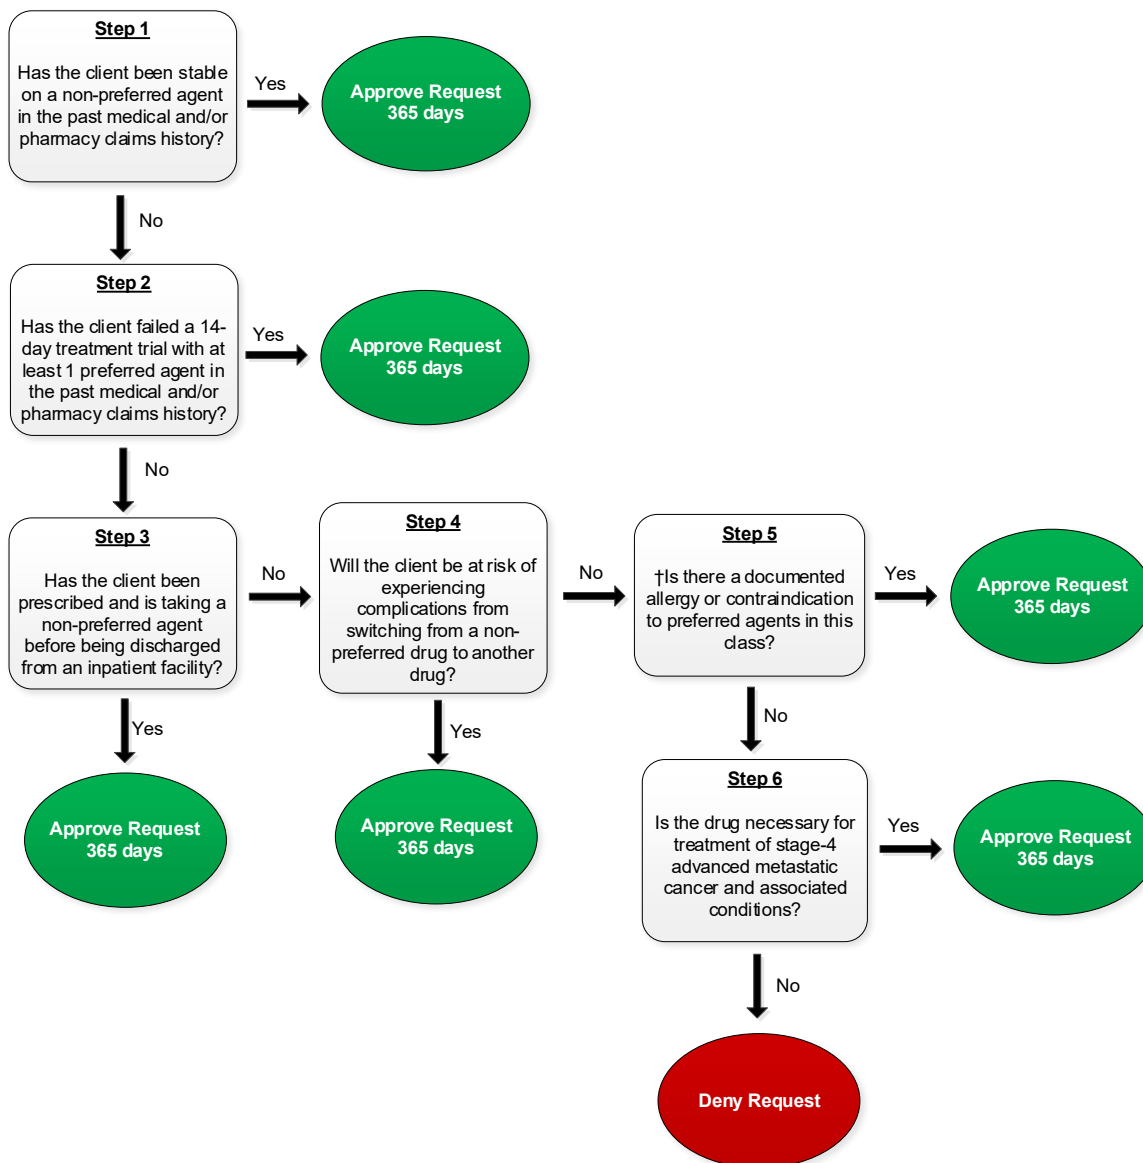 Step 1
Has the client been stable
on a non-preferred agent
in the past medical and/or
pharmacy claims history?
Yes
Approve Request
365 days
No
Step 2
Has the client failed a 14-
day treatment trial with at
least 1 preferred agent in
the past medical and/or
pharmacy claims history?
Yes
Approve Request
365 days
No
Step 3
Has the client been
prescribed and is taking a
non-preferred agent
before being discharged
from an inpatient facility?
No
Yes
Approve Request
365 days
Step 4
Will the client be at risk of
experiencing
complications from
switching from a non-
preferred drug to another
drug?
No
Yes
Approve Request
365 days
Step 5
†Is there a documented
allergy or contraindication
to preferred agents in this
class?
Yes
Approve Request
365 days
No
Step 6
Is the drug necessary for
treatment of stage-4
advanced metastatic
cancer and associated
conditions?
Yes
Approve Request
365 days
No
Deny Request